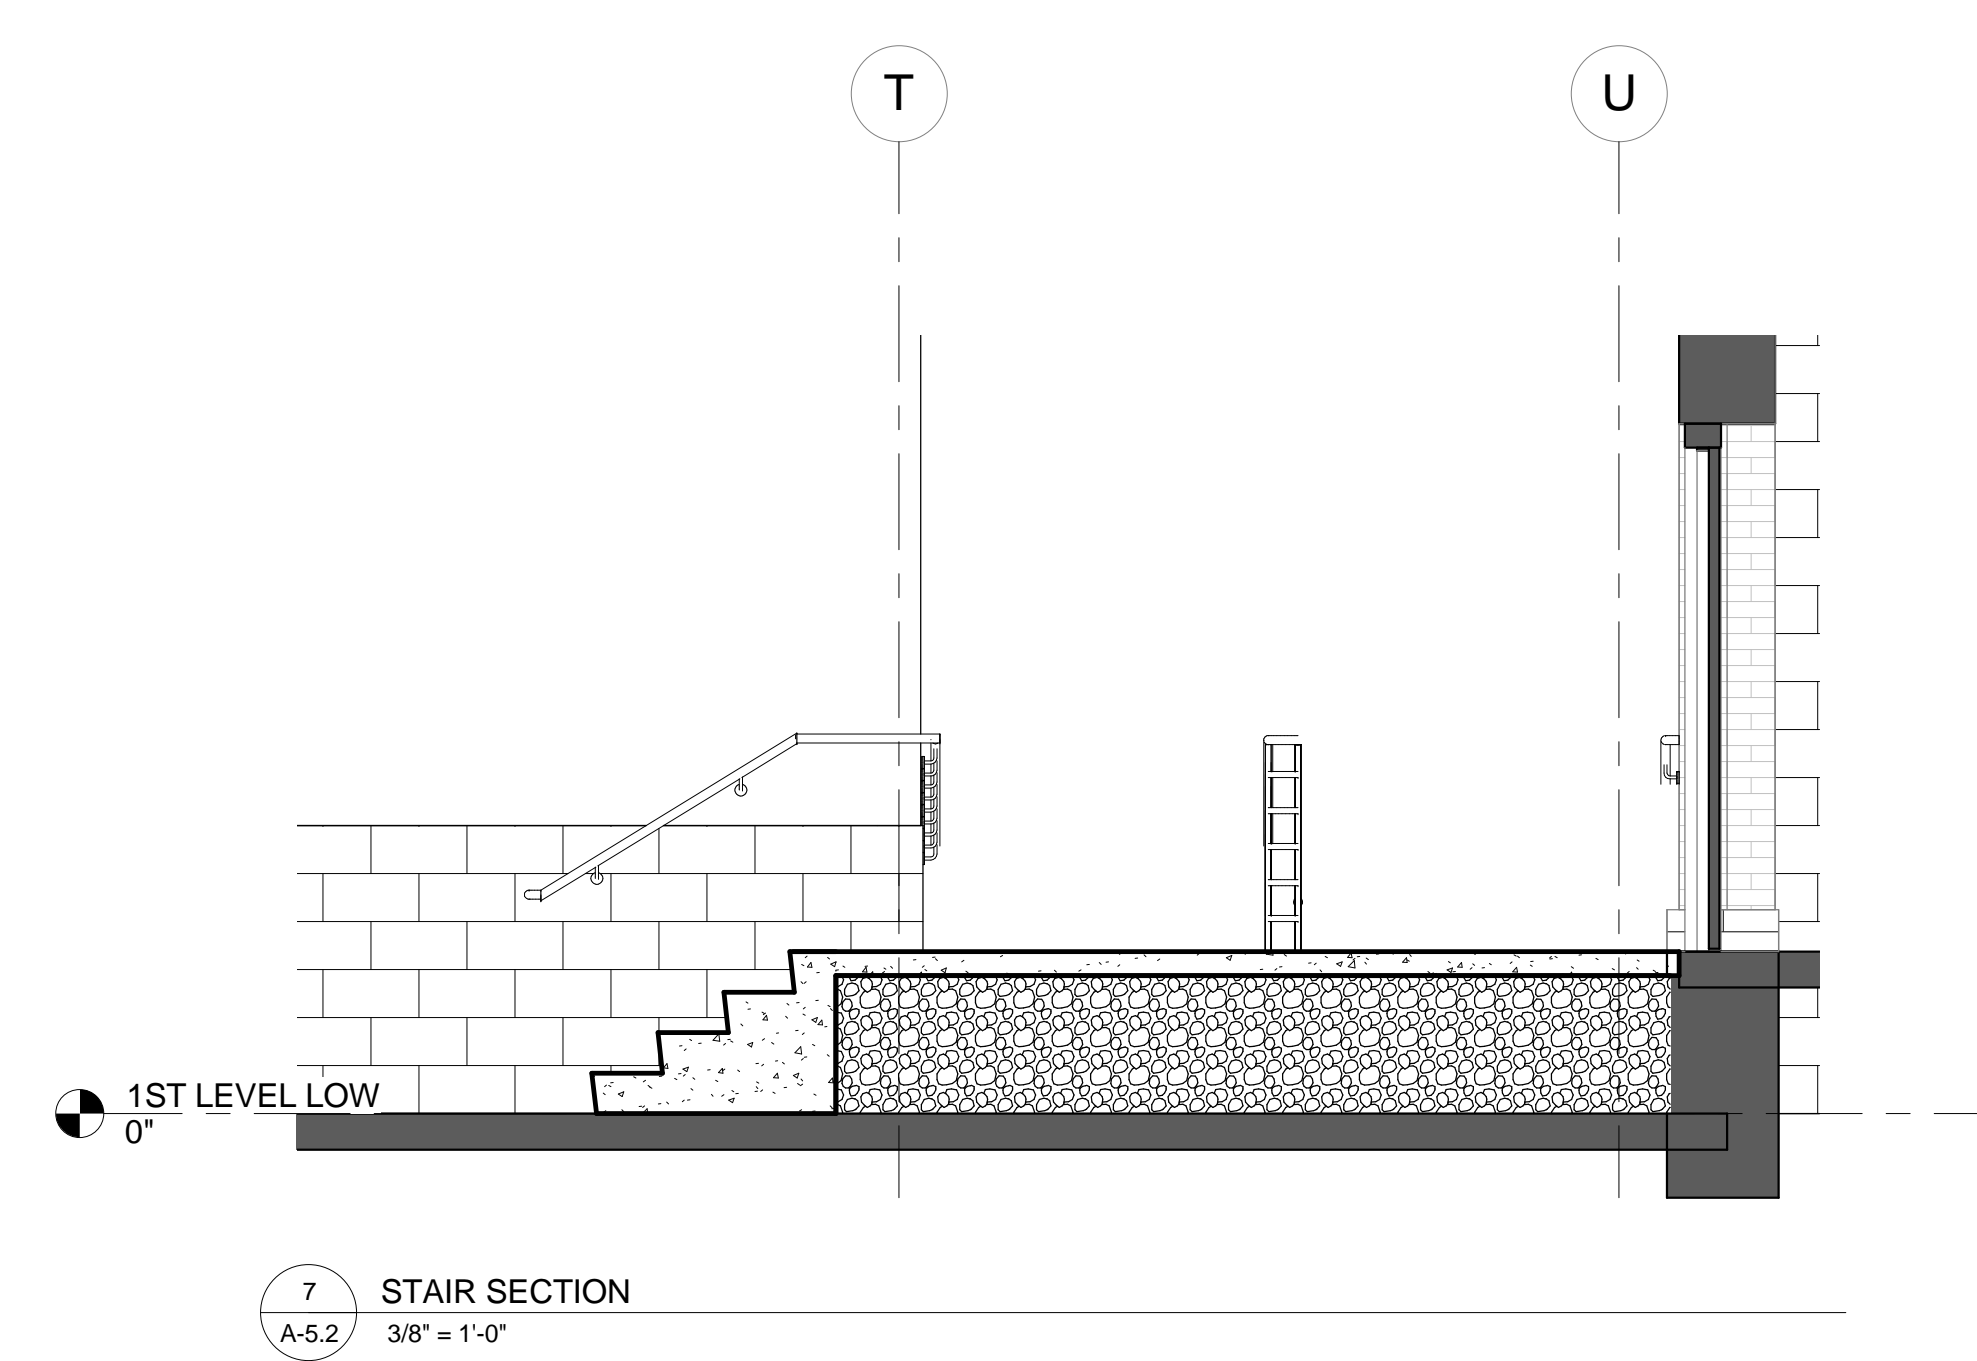 T
U
1ST LEVEL LOW
0"
7
STAIR SECTION
A-5.2
3/8" = 1'-0"